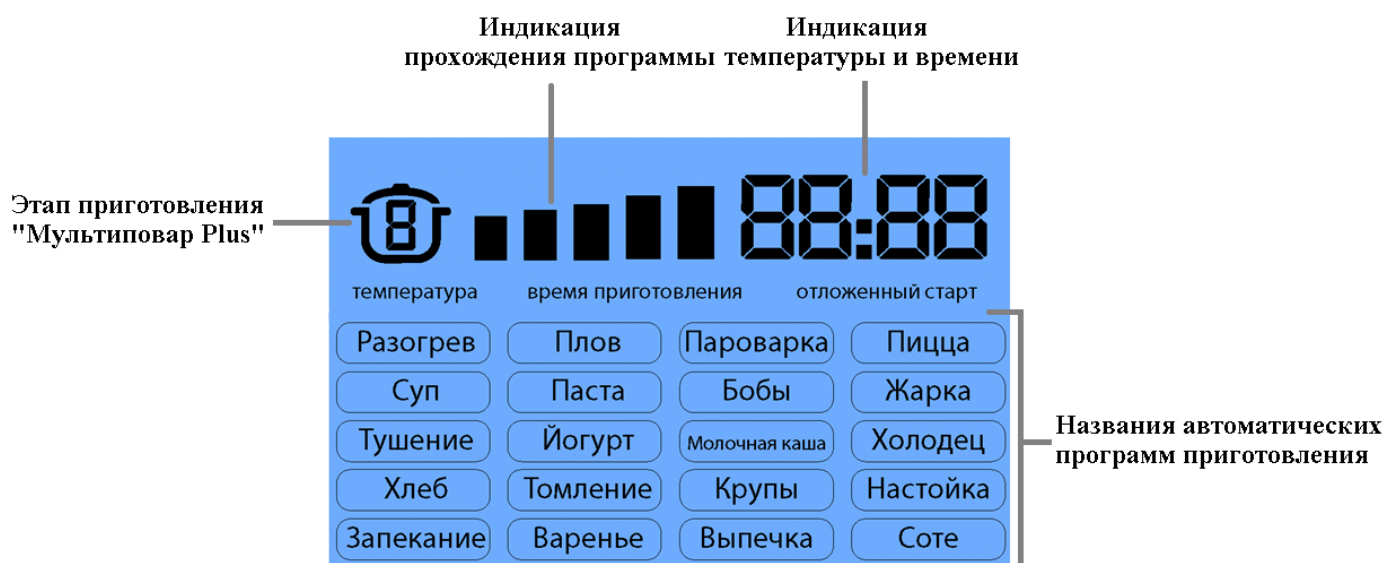 Индикация
прохождения программы
Индикация
температуры и времени
Этап приготовления
"Мультиповар Plus"
8
88:88
температура время приготовления отложенный старт
Разогрев Плов Пароварка Пицца
Суп Паста Бобы Жарка
Тушение Йогурт Молочная каша Холодец
Хлеб Томление Крупы Настойка
Запекание Варенье Выпечка Соте
Названия автоматических
программ приготовления